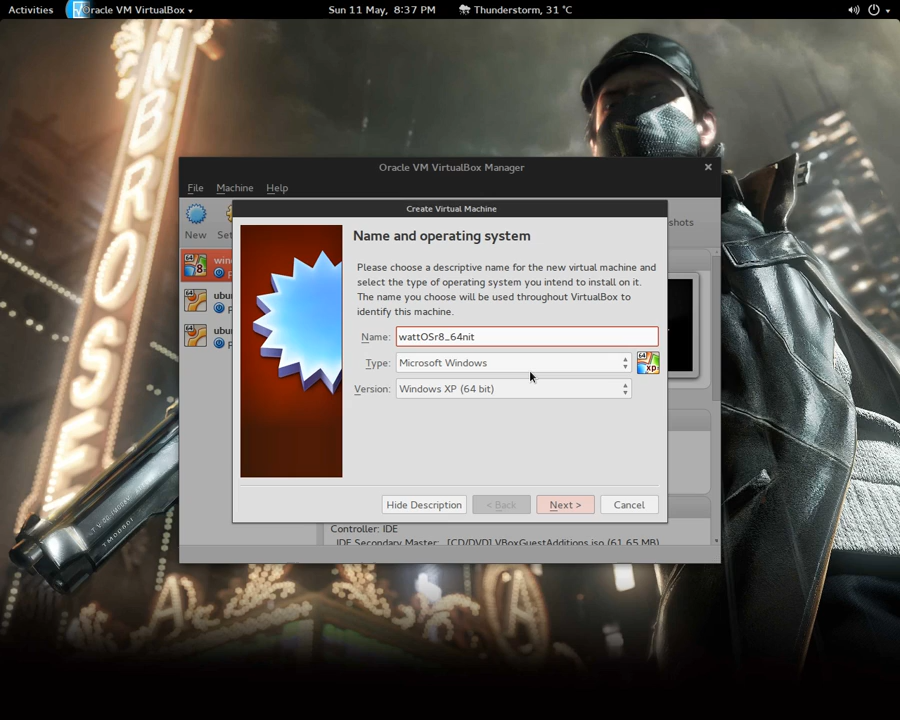 Activities Oracle VM VirtualBox Sun 11 May, 8:37 PM Thunderstorm, 31 °C
AMBROSE
Oracle VM VirtualBox Manager
File Machine Help
New
Create Virtual Machine
Name and operating system
Please choose a descriptive name for the new virtual machine and
select the type of operating system you intend to install on it.
The name you choose will be used throughout VirtualBox to
identify this machine.
Name: wattOSr8_64nit
Type: Microsoft Windows
64
xp
Version: Windows XP (64 bit)
Hide Description < Back Next > Cancel
Controller: IDE
IDE Secondary Master: [CD/DVD] VBoxGuestAdditions.iso (61.65 MB)